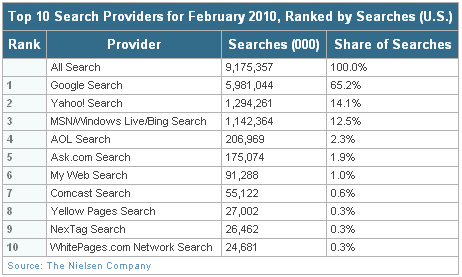 Top 10 Search Providers for February 2010, Ranked by Searches (U.S.)
Rank Provider Searches (000) Share of Searches
All Search 9,175,357 100.0%
1 Google Search 5,981,044 65.2%
2 Yahoo! Search 1,294,261 14.1%
3 MSN/Windows Live/Bing Search 1,142,364 12.5%
4 AOL Search 206,969 2.3%
5 Ask.com Search 175,074 1.9%
6 My Web Search 91,288 1.0%
7 Comcast Search 55,122 0.6%
8 Yellow Pages Search 27,002 0.3%
9 NexTag Search 26,462 0.3%
10 WhitePages.com Network Search 24,681 0.3%
Source: The Nielsen Company